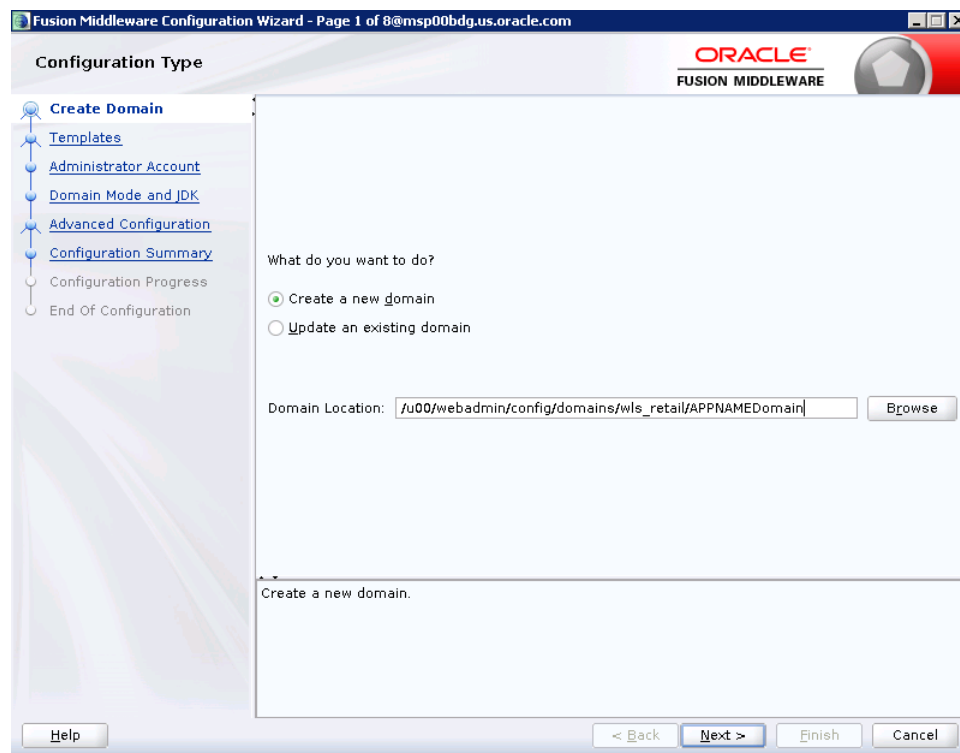 Fusion Middleware Configuration Wizard - Page 1 of 8@msp00bdg.us.oracle.com
Configuration Type
ORACLE
FUSION MIDDLEWARE
Create Domain
Templates
Administrator Account
Domain Mode and JDK
Advanced Configuration
Configuration Summary
Configuration Progress
End Of Configuration
What do you want to do?
Create a new domain
Update an existing domain
Domain Location: /u00/webadmin/config/domains/wls_retail/APPNAMEDomain Browse
Create a new domain.
Help < Back Next > Finish Cancel